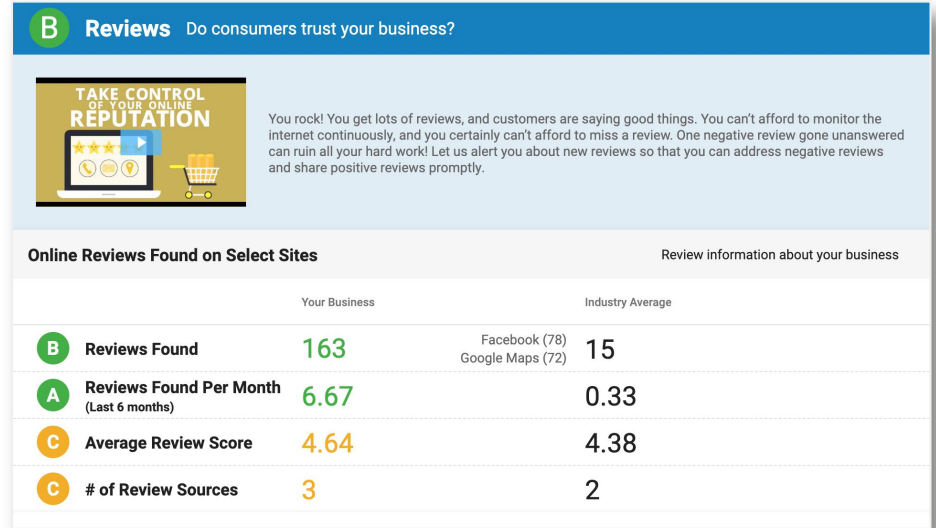 B Reviews Do consumers trust your business?
TAKE CONTROL
OF YOUR ONLINE
REPUTATION
You rock! You get lots of reviews, and customers are saying good things. You can't afford to monitor the
internet continuously, and you certainly can't afford to miss a review. One negative review gone unanswered
can ruin all your hard work! Let us alert you about new reviews so that you can address negative reviews
and share positive reviews promptly.
Online Reviews Found on Select Sites Review information about your business
Your Business Industry Average
B Reviews Found 163 Facebook (78) 15
Google Maps (72)
A Reviews Found Per Month 6.67 0.33
(Last 6 months)
C Average Review Score 4.64 4.38
C # of Review Sources 3 2